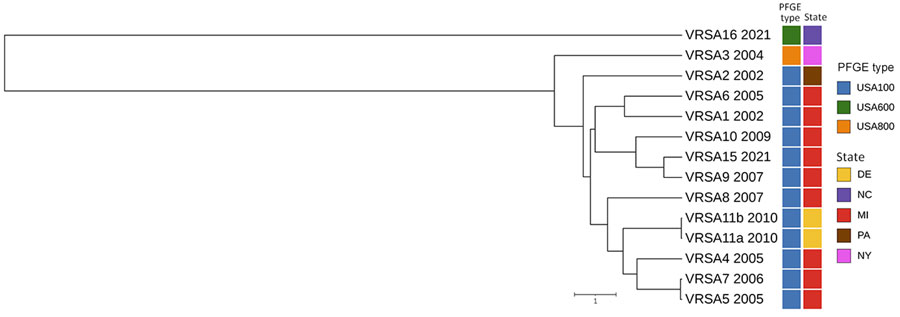 PFGE
type
State
VRSA16 2021
VRSA3 2004
VRSA2 2002
VRSA6 2005
VRSA1 2002
VRSA10 2009
VRSA15 2021
VRSA9 2007
VRSA8 2007
VRSA11b 2010
VRSA11a 2010
VRSA4 2005
VRSA7 2006
VRSA5 2005
1
PFGE type
USA100
USA600
USA800
State
DE
NC
MI
PA
NY